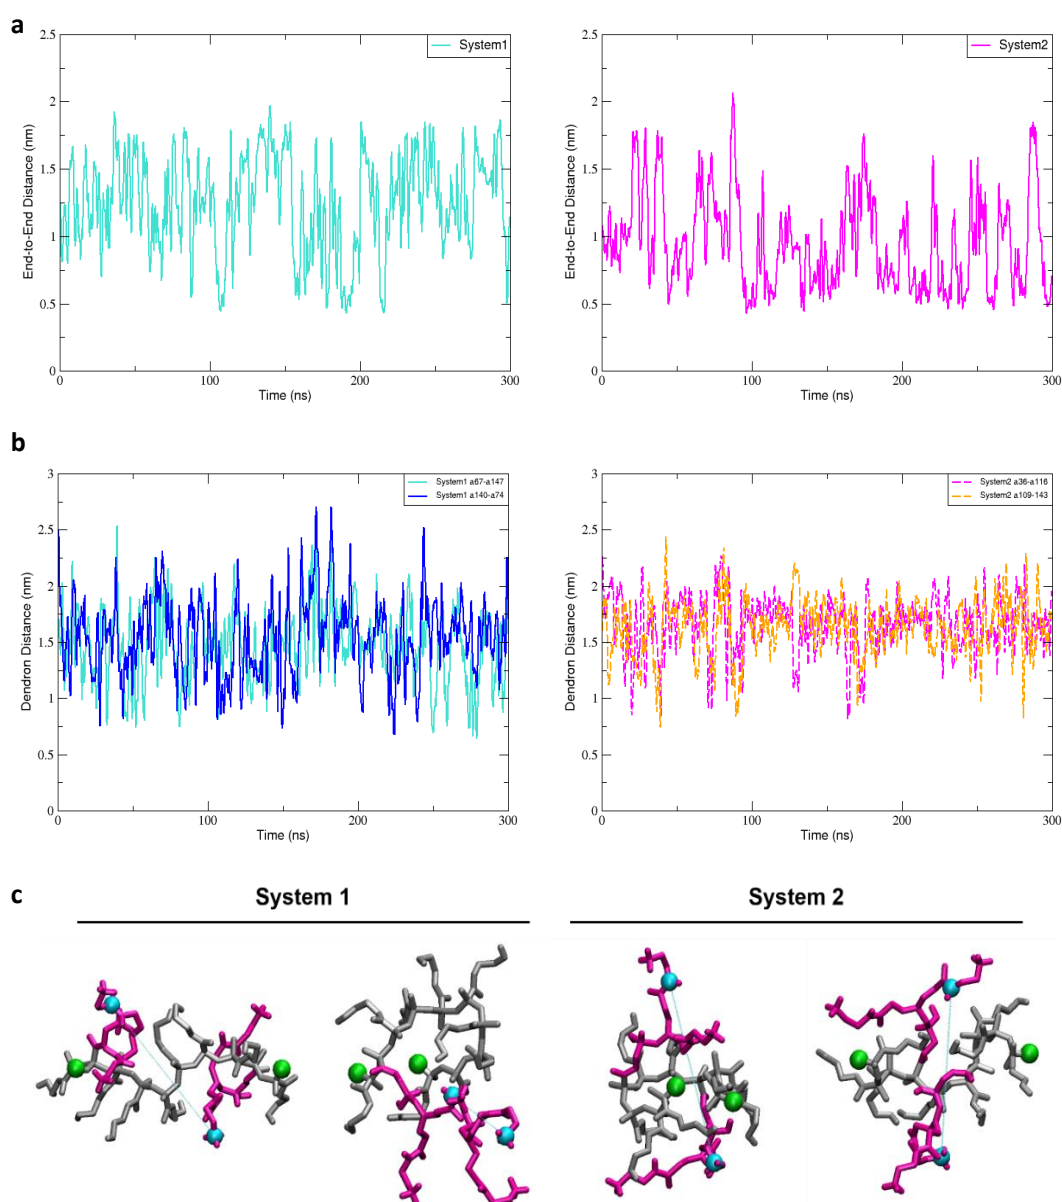 a
2.5
2
1.5
1
0.5
0
End-to-End Distance (nm)
System1
0
100
200
300
Time (ns)
2.5
2
1.5
1
0.5
0
End-to-End Distance (nm)
System2
0
100
200
300
Time (ns)
b
3
2.5
2
1.5
1
0.5
0
Dendron Distance (nm)
System1 a67-a147
System1 a140-a74
0
100
200
300
Time (ns)
3
2.5
2
1.5
1
0.5
0
Dendron Distance (nm)
System2 a36-a116
System2 a109-143
0
100
200
300
Time (ns)
c
System 1
System 2